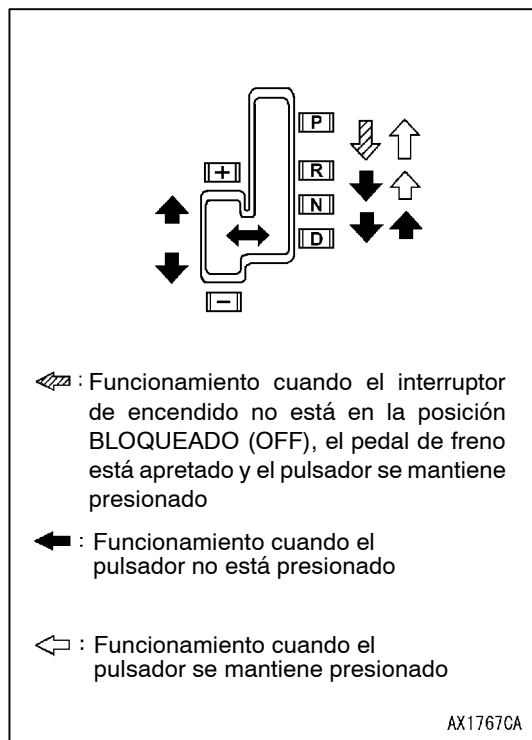 P
R
+
N
D
−
: Funcionamiento cuando el interruptor
de encendido no está en la posición
BLOQUEADO (OFF), el pedal de freno
está apretado y el pulsador se mantiene
presionado
: Funcionamiento cuando el
pulsador no está presionado
: Funcionamiento cuando el
pulsador se mantiene presionado
AX1767CA